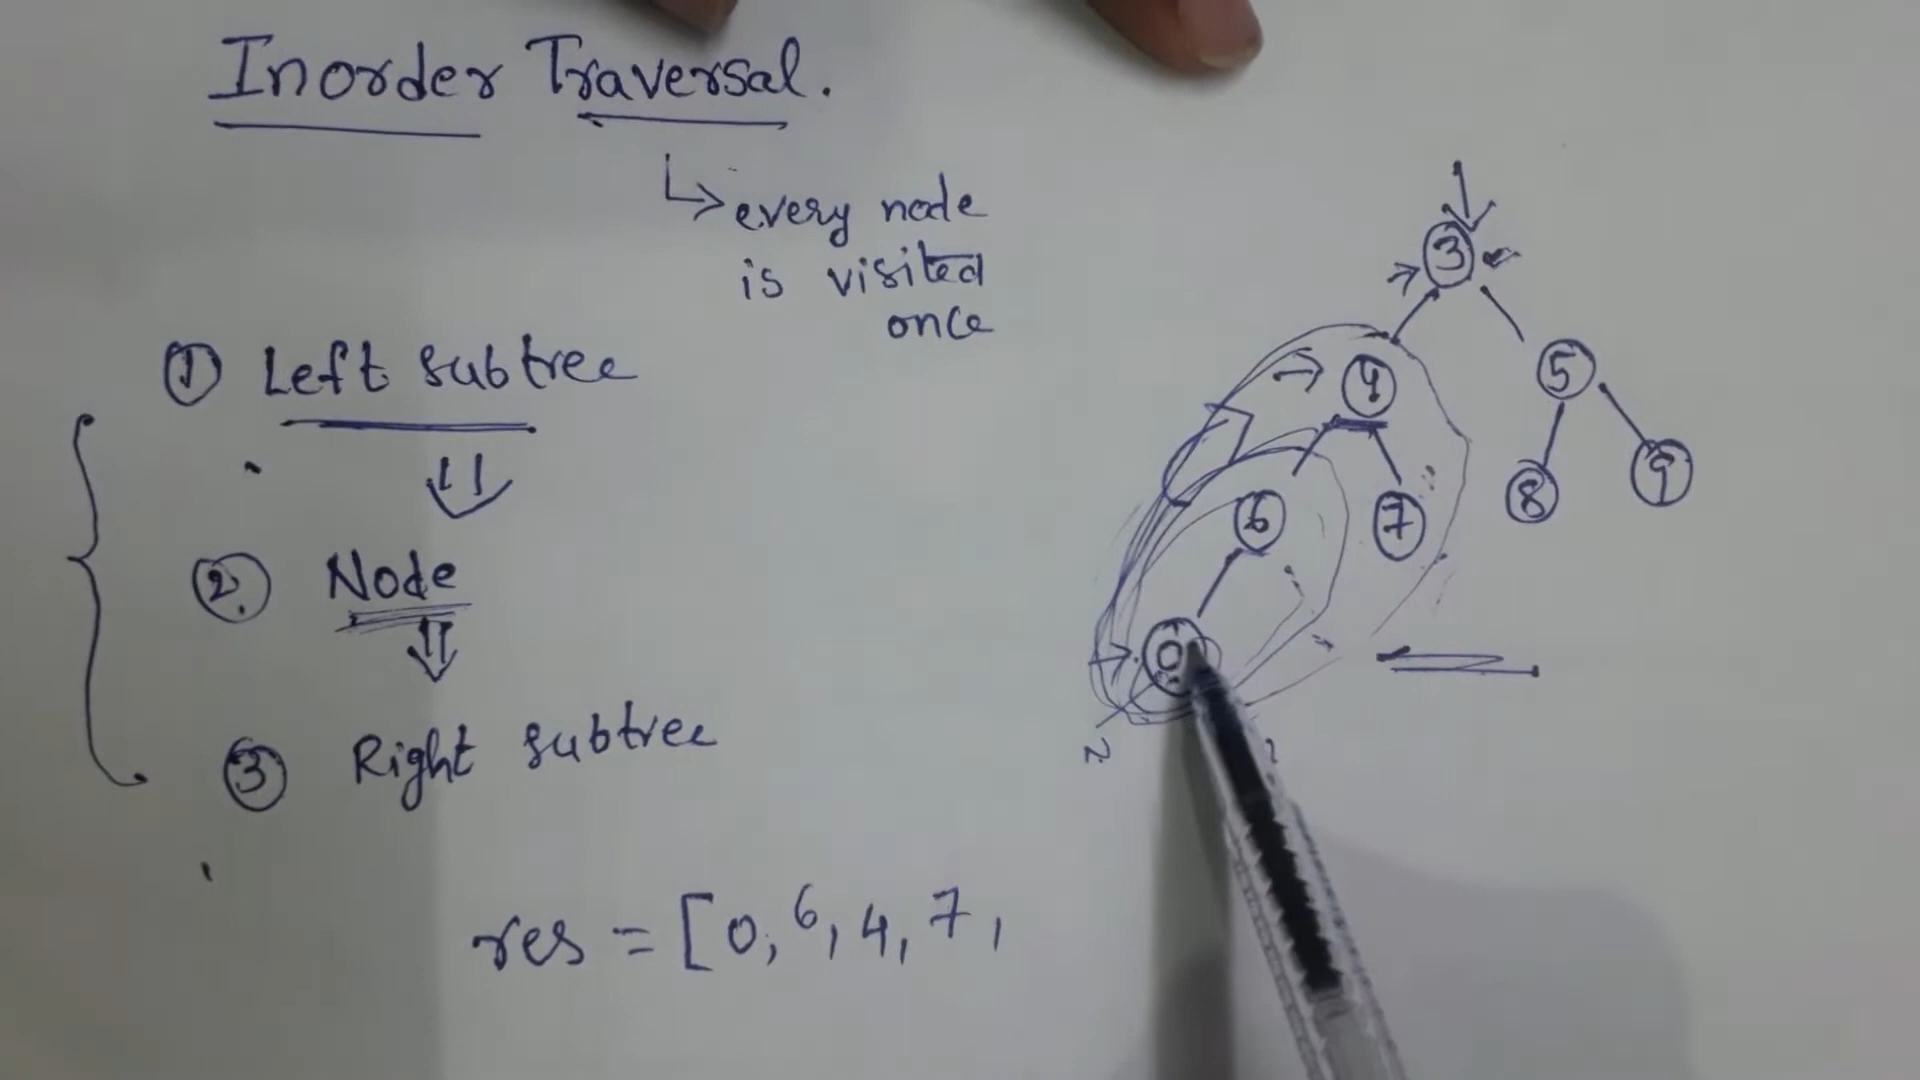 Inorder Traversal.
every node
is visited
once
① Left subtree
② Node
③ Right subtree
3
4
5
6
7
8
9
0
N
res = [0, 6, 4, 7,